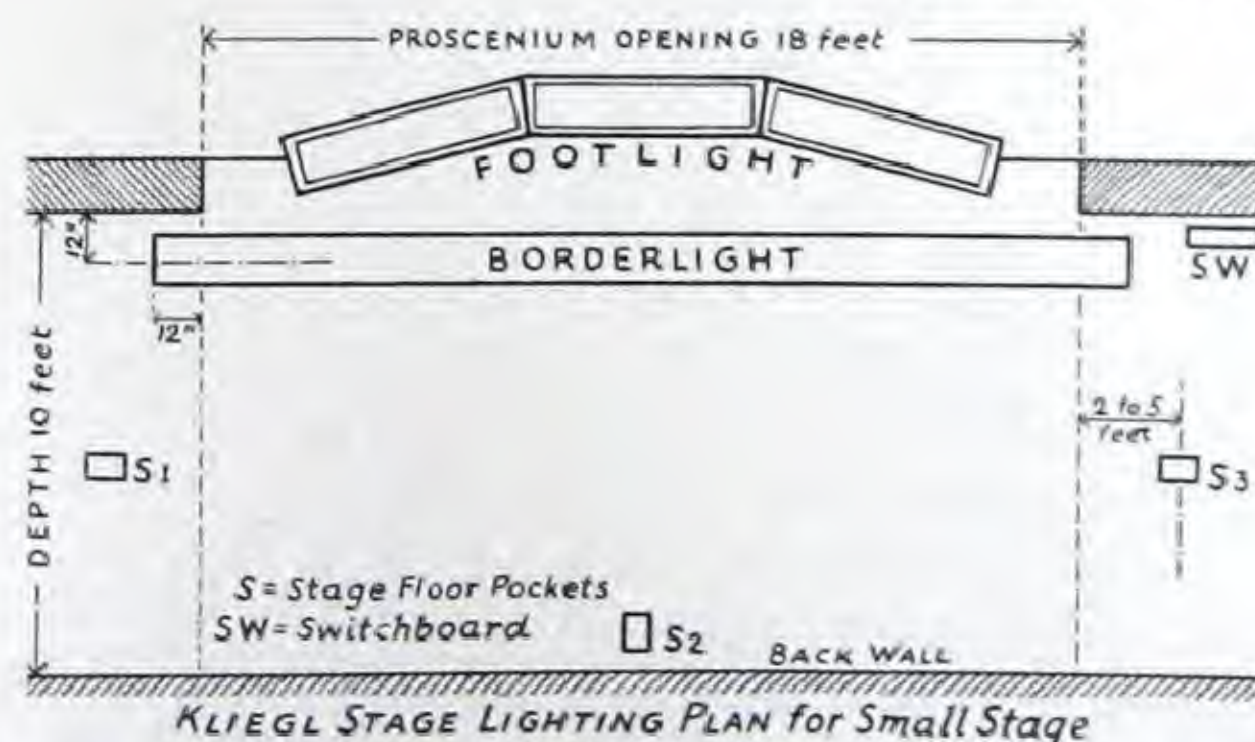 PROSCENIUM OPENING 18 feet
FOOTLIGHT
12"
BORDERLIGHT
SW
12"
DEPTH 10 feet
2 to 5
feet
S1
S3
S = Stage Floor Pockets
SW = Switchboard
S2
BACK WALL
KLIEGL STAGE LIGHTING PLAN for Small Stage